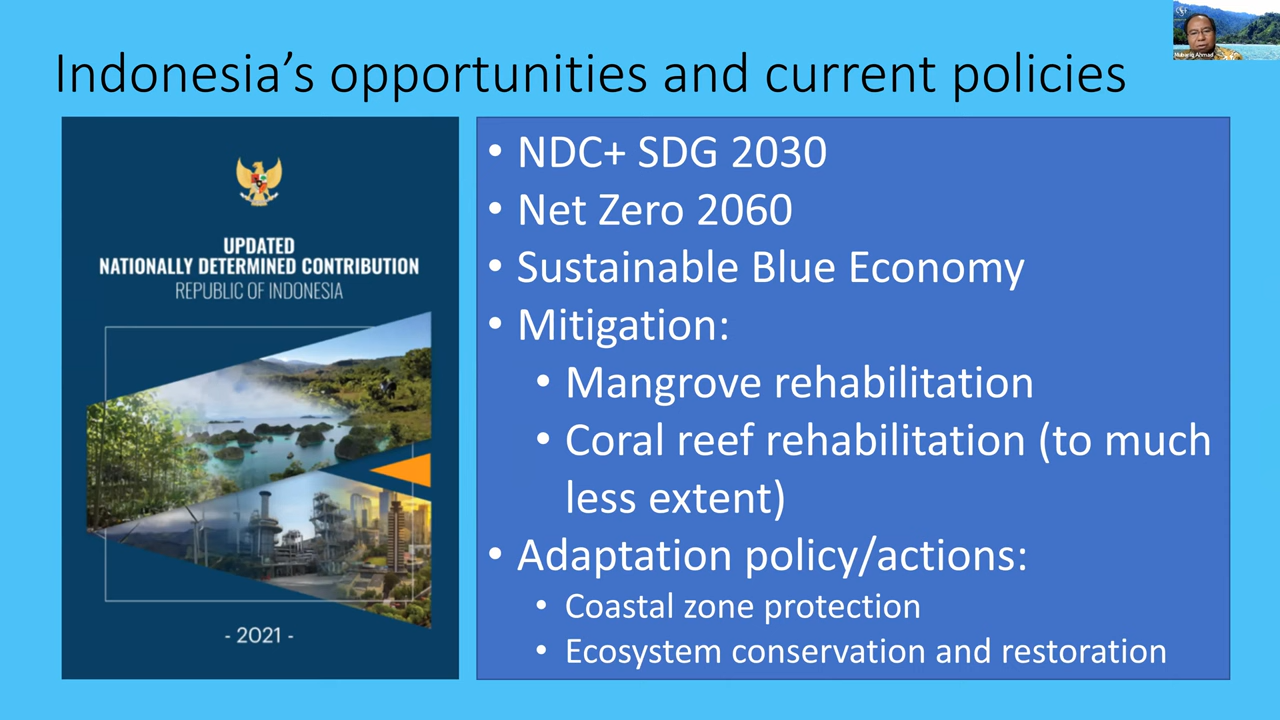 Indonesia's opportunities and current policies
UPDATED
NATIONALLY DETERMINED CONTRIBUTION
REPUBLIC OF INDONESIA
- 2021 -
• NDC+ SDG 2030
• Net Zero 2060
• Sustainable Blue Economy
• Mitigation:
• Mangrove rehabilitation
• Coral reef rehabilitation (to much
less extent)
• Adaptation policy/actions:
• Coastal zone protection
• Ecosystem conservation and restoration